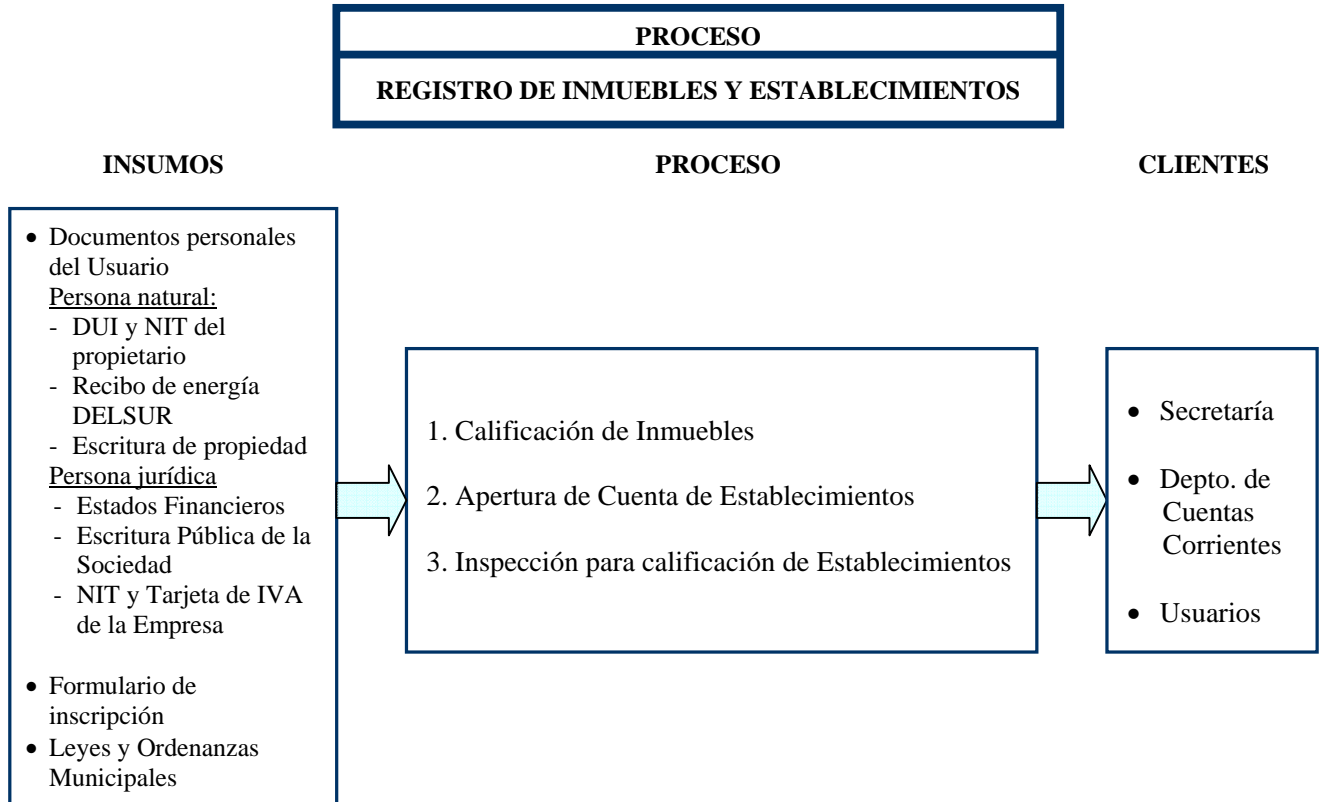 PROCESO
REGISTRO DE INMUEBLES Y ESTABLECIMIENTOS
INSUMOS
PROCESO
CLIENTES
• Documentos personales
del Usuario
Persona natural:
- DUI y NIT del
propietario
- Recibo de energía
DELSUR
- Escritura de propiedad
Persona jurídica
- Estados Financieros
- Escritura Pública de la
Sociedad
- NIT y Tarjeta de IVA
de la Empresa
• Formulario de
inscripción
• Leyes y Ordenanzas
Municipales
1. Calificación de Inmuebles
2. Apertura de Cuenta de Establecimientos
3. Inspección para calificación de Establecimientos
• Secretaría
• Depto. de
Cuentas
Corrientes
• Usuarios